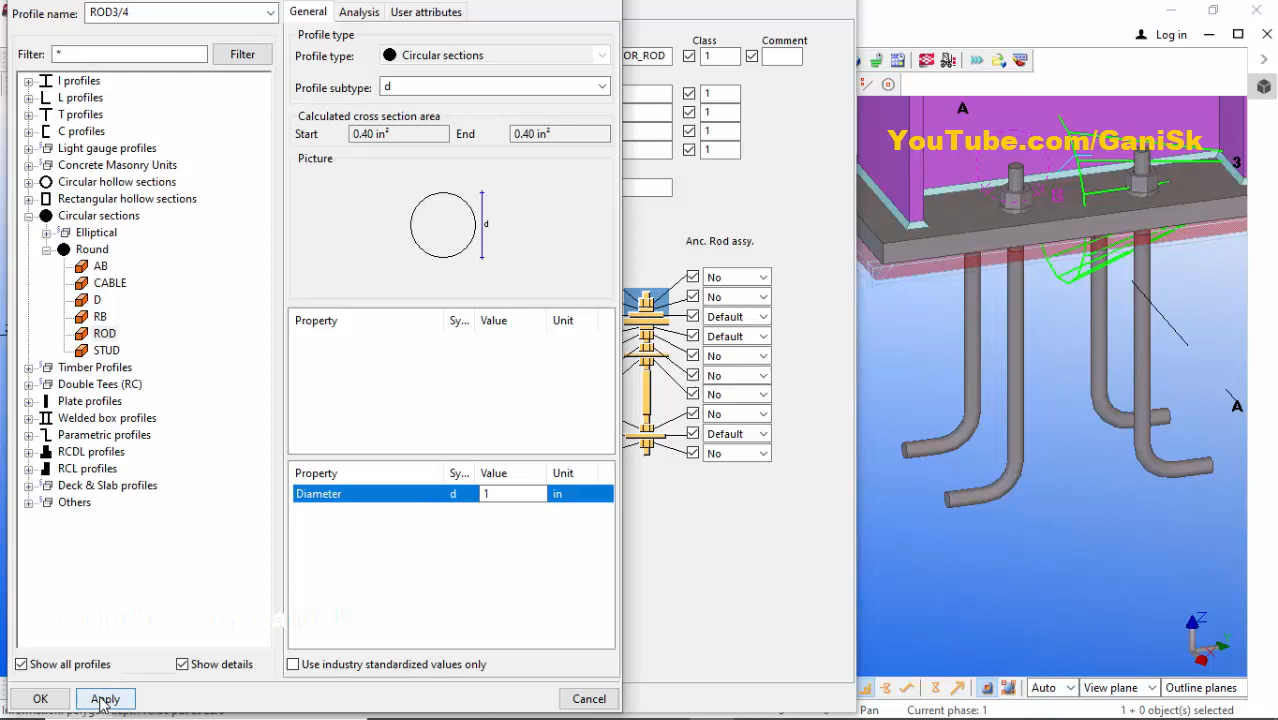 Profile name: ROD3/4
Filter: * Filter
I profiles
L profiles
T profiles
C profiles
Light gauge profiles
Concrete Masonry Units
Circular hollow sections
Rectangular hollow sections
Circular sections
Elliptical
Round
AB
CABLE
D
RB
ROD
STUD
Timber Profiles
Double Tees (RC)
Plate profiles
Welded box profiles
Parametric profiles
RCDL profiles
RCL profiles
Deck & Slab profiles
Others
Show all profiles Show details
OK Apply
General Analysis User attributes
Profile type
Profile type: Circular sections
Profile subtype: d
Calculated cross section area
Start 0.40 in² End 0.40 in²
Picture
d
Property Sy... Value Unit
Property Sy... Value Unit
Diameter d 1 in
Use industry standardized values only
Cancel
Class Comment
OR_ROD 1
1
1
1
1
Anc. Rod assy.
No
No
Default
Default
No
No
No
No
Default
No
Log in
A
YouTube.com/GaniSk
3
B
A
Z
Auto View plane Outline planes
Pan Current phase: 1 1 + 0 object(s) selected